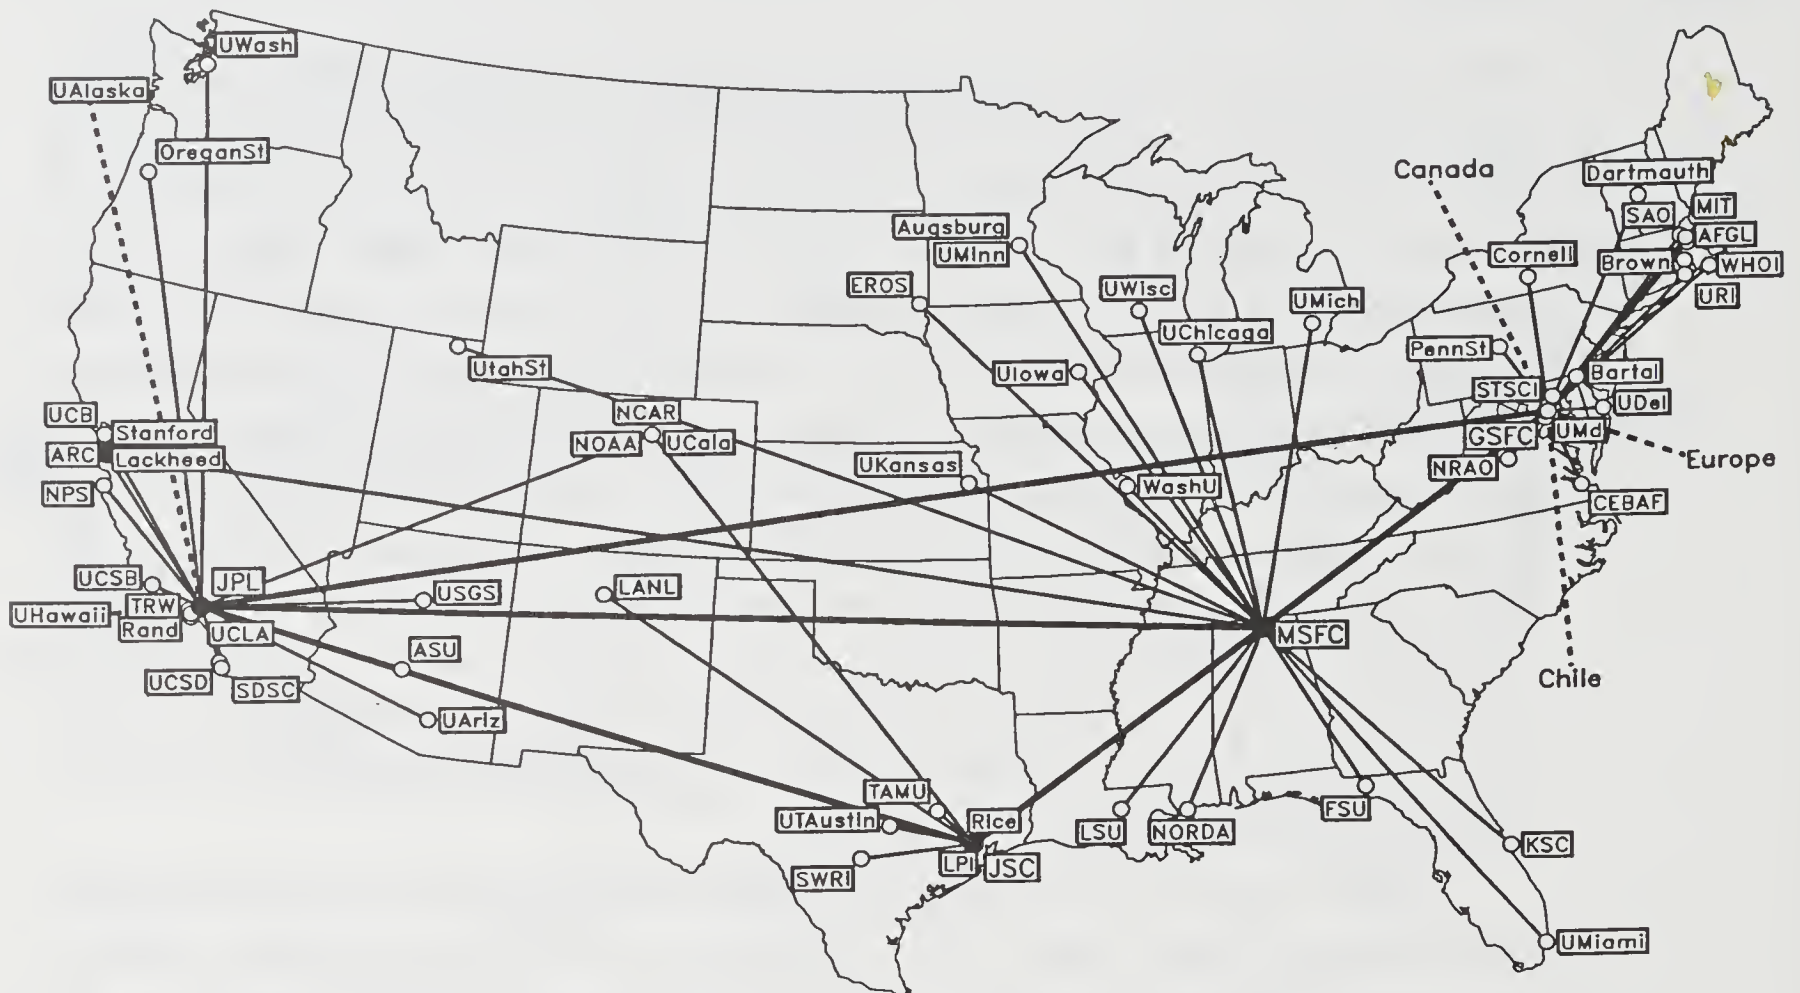 UWash
UAlaska
OregonSt
Canada
Dartmouth
MIT
SAO
AFGL
Augsburg
UMinn
Cornell
Brown
WHOI
EROS
UWisc
UMich
URI
UChicago
PennSt
UtahSt
UIowa
Bartol
STSCI
UDel
UCB
Stanford
NCAR
NOAA
UColo
GSFC
UMd
ARC
Lockheed
UKansas
NRAO
Europe
NPS
WashU
CEBAF
UCSB
JPL
LANL
USGS
UHawaii
TRW
Rand
UCLA
MSFC
ASU
UCSD
SDSC
Chile
UAriz
TAMU
UTAustin
Rice
FSU
LSU
NORDA
KSC
SWRI
LPI
JSC
UMiami